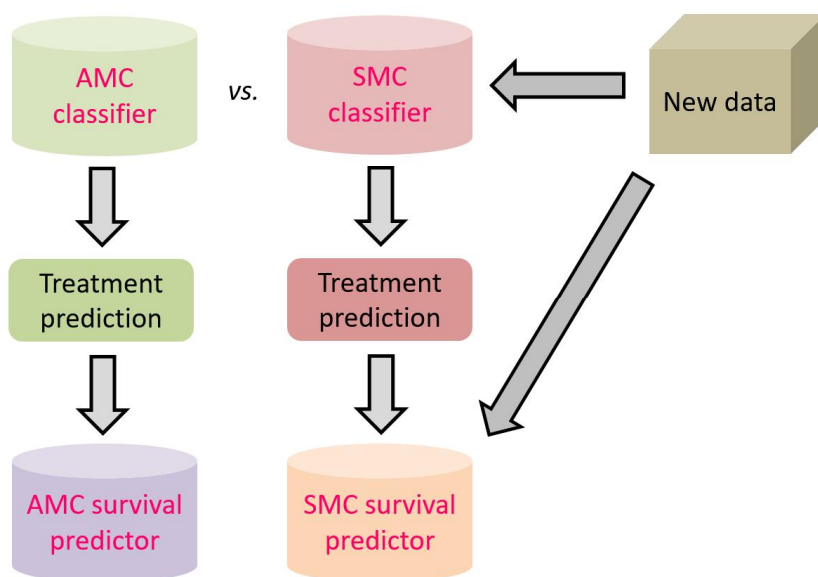 AMC
classifier
vs.
SMC
classifier
New data
Treatment
prediction
Treatment
prediction
AMC survival
predictor
SMC survival
predictor